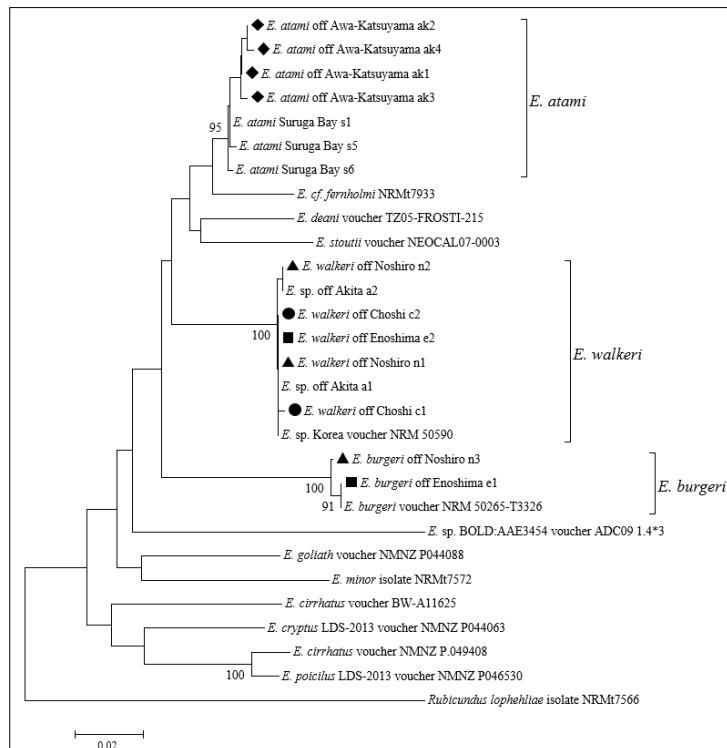 E. atami off Awa-Katsuyama ak2
E. atami off Awa-Katsuyama ak4
E. atami off Awa-Katsuyama ak1
E. atami off Awa-Katsuyama ak3
E. atami
95
E. atami Suruga Bay s1
E. atami Suruga Bay s5
E. atami Suruga Bay s6
E. cf. fernholmi NRMt7933
E. deani voucher TZ05-FROSTI-215
E. stoutii voucher NEOCAL07-0003
E. walkeri off Noshiro n2
E. sp. off Akita a2
E. walkeri off Choshi c2
100
E. walkeri off Enoshima e2
E. walkeri
E. walkeri off Noshiro n1
E. sp. off Akita a1
E. walkeri off Choshi c1
E. sp. Korea voucher NRM 50590
E. burgeri off Noshiro n3
100
E. burgeri off Enoshima e1
E. burgeri
91
E. burgeri voucher NRM 50265-T3326
E. sp. BOLD:AAE3454 voucher ADC09 1.4*3
E. goliath voucher NMNZ P044088
E. minor isolate NRMt7572
E. cirrhatus voucher BW-A11625
E. cryptus LDS-2013 voucher NMNZ P044063
E. cirrhatus voucher NMNZ P.049408
100
E. poicilus LDS-2013 voucher NMNZ P046530
Rubicundus lophehliae isolate NRMt7566
0.02